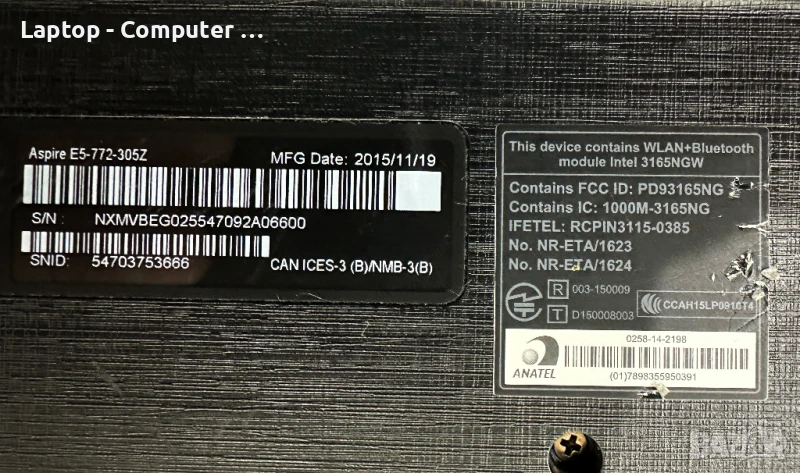 Laptop - Computer ...
Aspire E5-772-305Z
MFG Date: 2015/11/19
S/N : NXMVBEG025547092A06600
SNID: 54703753666
CAN ICES-3 (B)/NMB-3(B)
This device contains WLAN+Bluetooth
module Intel 3165NGW
Contains FCC ID: PD93165NG
Contains IC: 1000M-3165NG
IFETEL: RCPIN3115-0385
No. NR-ETA/1623
No. NR-ETA/1624
R 003-150009
T D150008003
CCAH15LP0910T4
0258-14-2198
ANATEL
(01)7898355950391